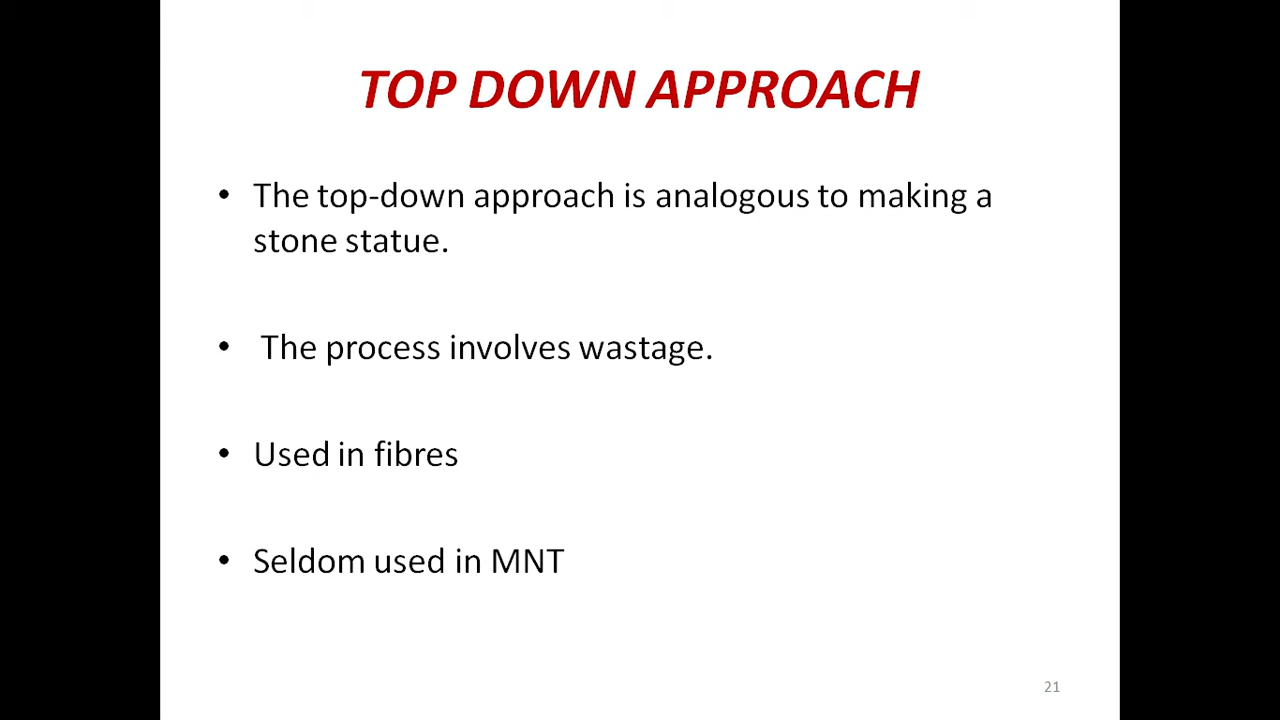 TOP DOWN APPROACH
• The top-down approach is analogous to making a
stone statue.
• The process involves wastage.
• Used in fibres
• Seldom used in MNT
21